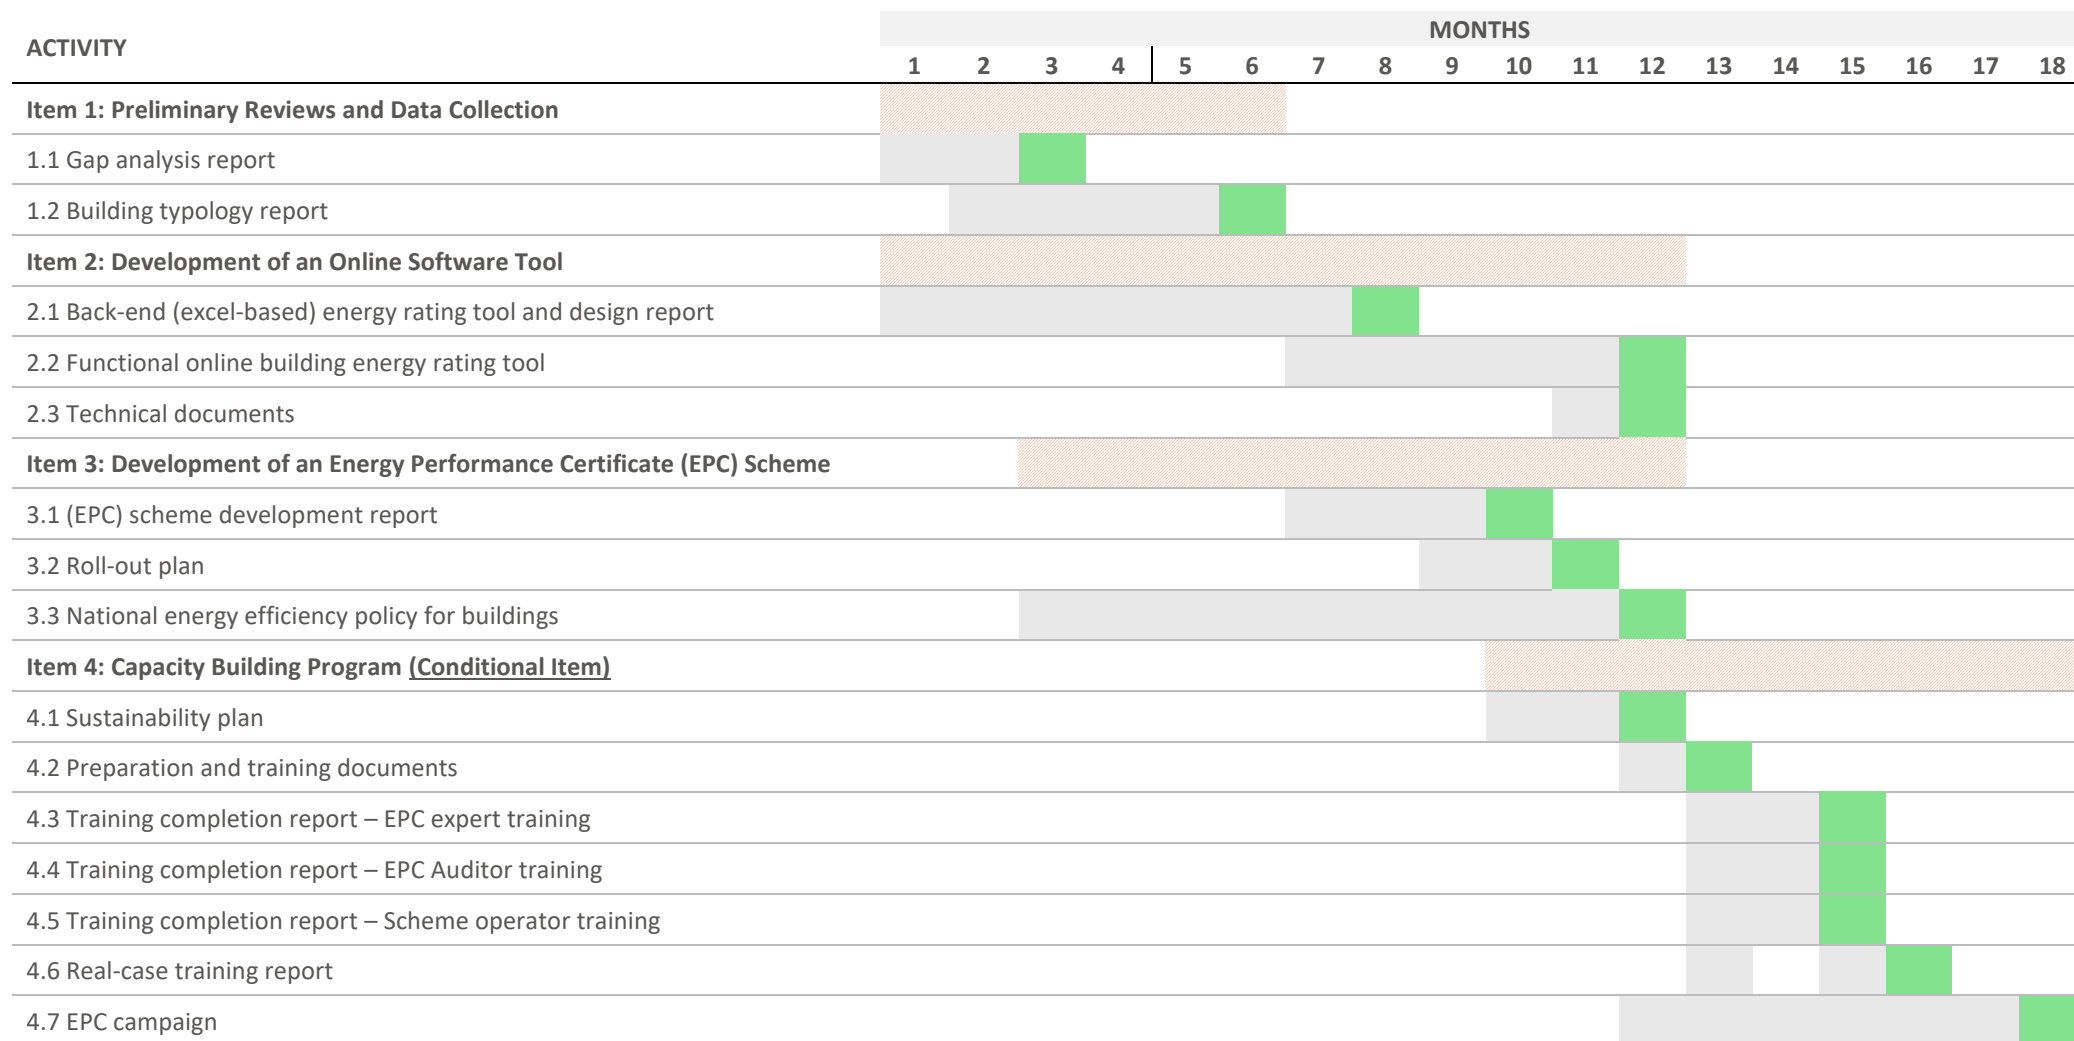 MONTHS
ACTIVITY
1 2 3 4 5 6 7 8 9 10 11 12 13 14 15 16 17 18
Item 1: Preliminary Reviews and Data Collection
1.1 Gap analysis report
1.2 Building typology report
Item 2: Development of an Online Software Tool
2.1 Back-end (excel-based) energy rating tool and design report
2.2 Functional online building energy rating tool
2.3 Technical documents
Item 3: Development of an Energy Performance Certificate (EPC) Scheme
3.1 (EPC) scheme development report
3.2 Roll-out plan
3.3 National energy efficiency policy for buildings
Item 4: Capacity Building Program (Conditional Item)
4.1 Sustainability plan
4.2 Preparation and training documents
4.3 Training completion report – EPC expert training
4.4 Training completion report – EPC Auditor training
4.5 Training completion report – Scheme operator training
4.6 Real-case training report
4.7 EPC campaign